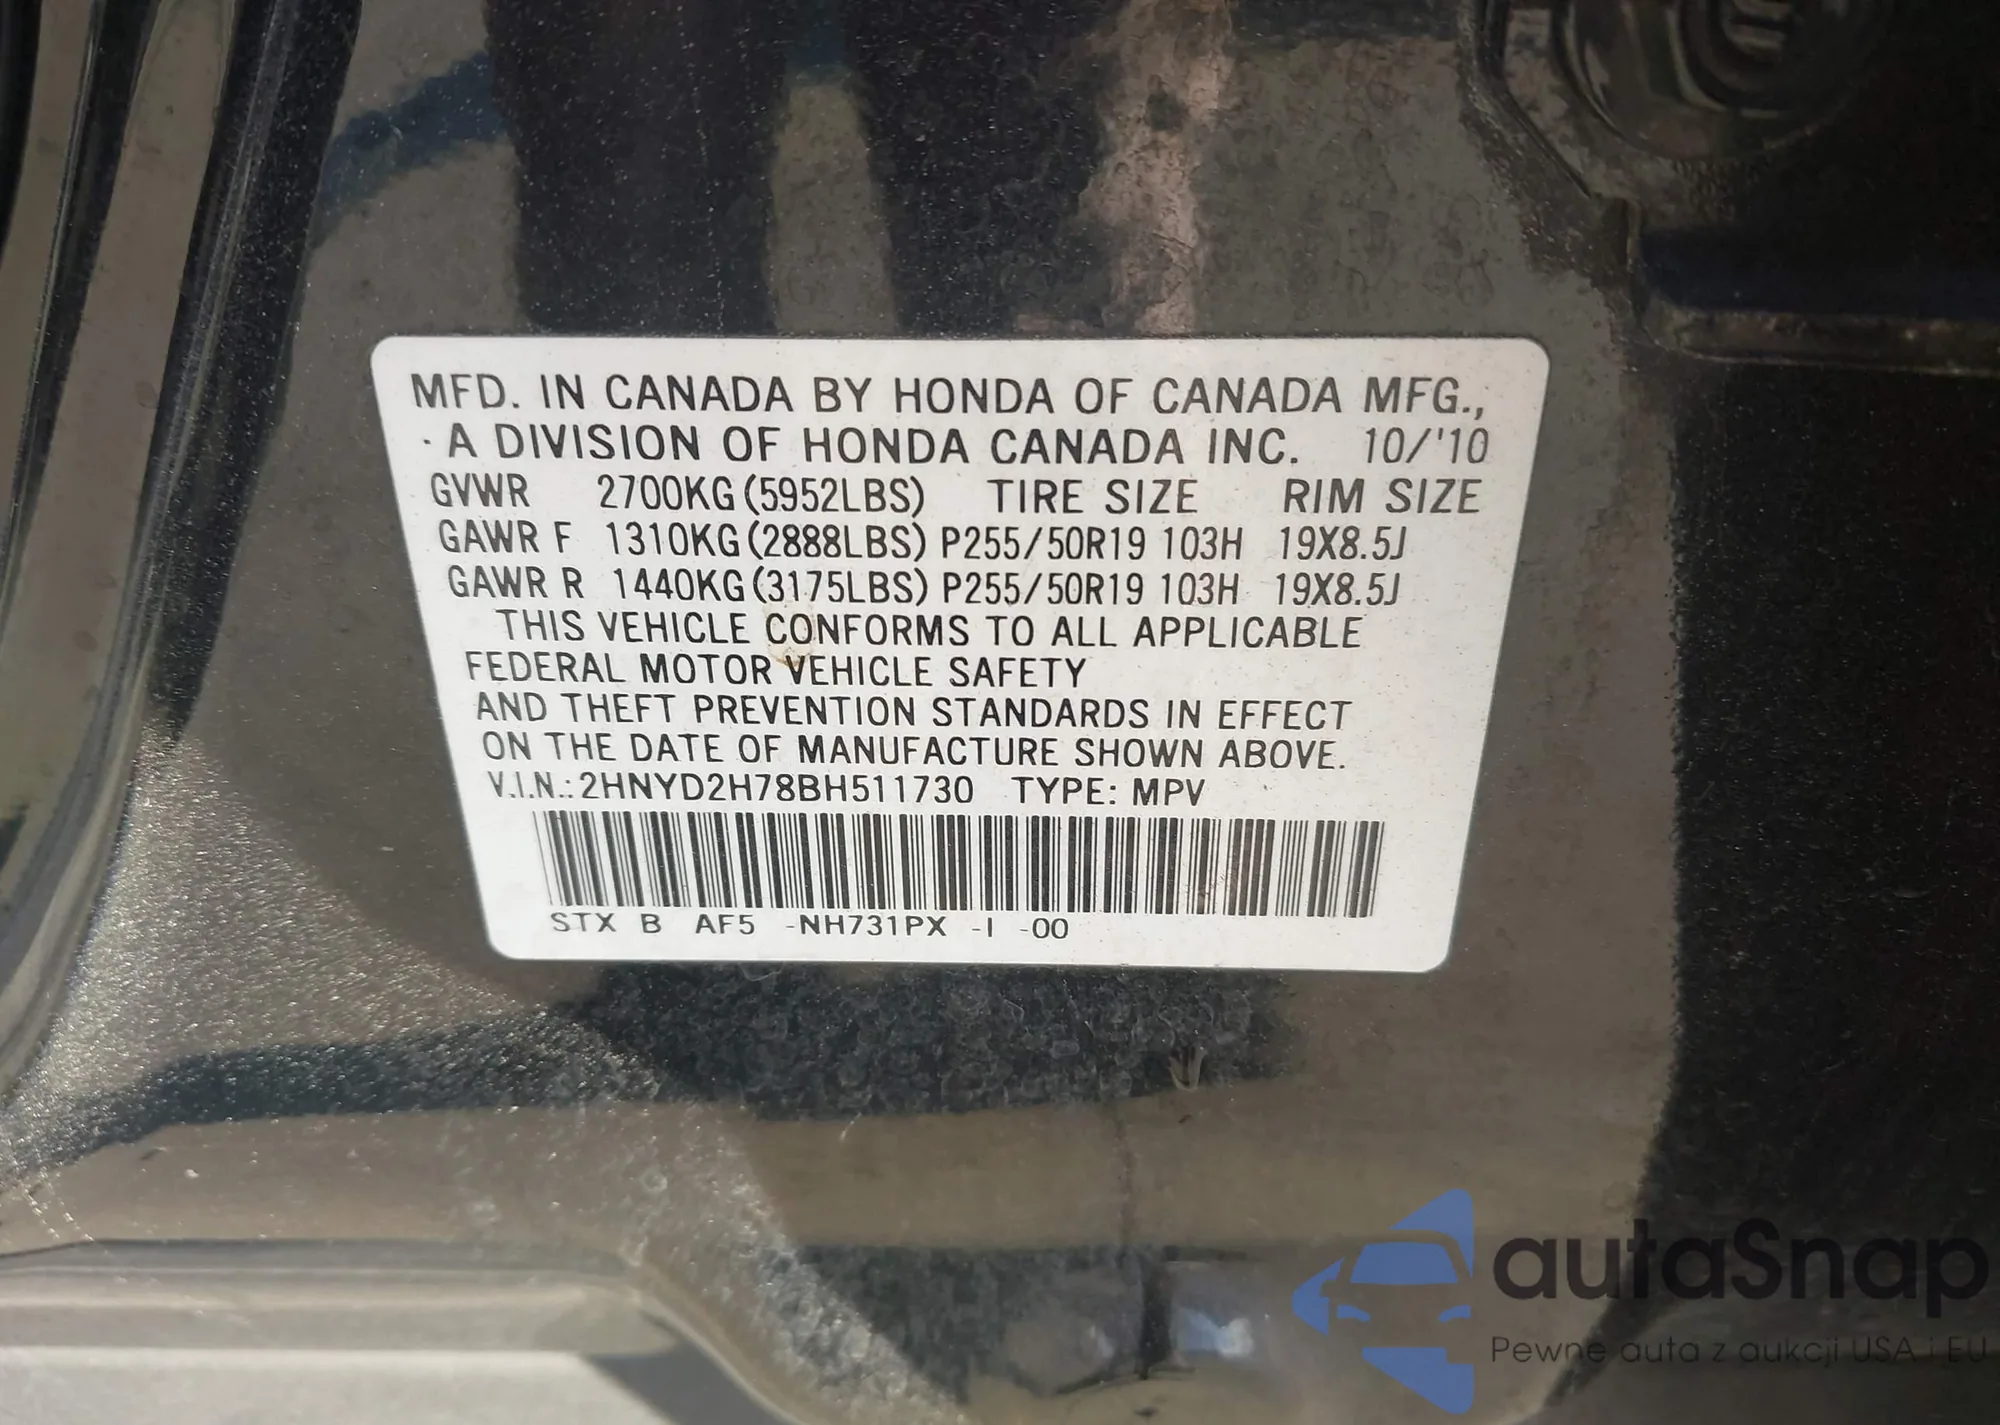 MFD. IN CANADA BY HONDA OF CANADA MFG.,
A DIVISION OF HONDA CANADA INC. 10/'10
GVWR 2700KG (5952LBS) TIRE SIZE RIM SIZE
GAWR F 1310KG (2888LBS) P255/50R19 103H 19X8.5J
GAWR R 1440KG (3175LBS) P255/50R19 103H 19X8.5J
THIS VEHICLE CONFORMS TO ALL APPLICABLE
FEDERAL MOTOR VEHICLE SAFETY
AND THEFT PREVENTION STANDARDS IN EFFECT
ON THE DATE OF MANUFACTURE SHOWN ABOVE.
V.I.N.: 2HNYD2H78BH511730 TYPE: MPV
STX B AF5 -NH731PX -I -00
autaSnap
Pewne auta z aukcji USA i EU